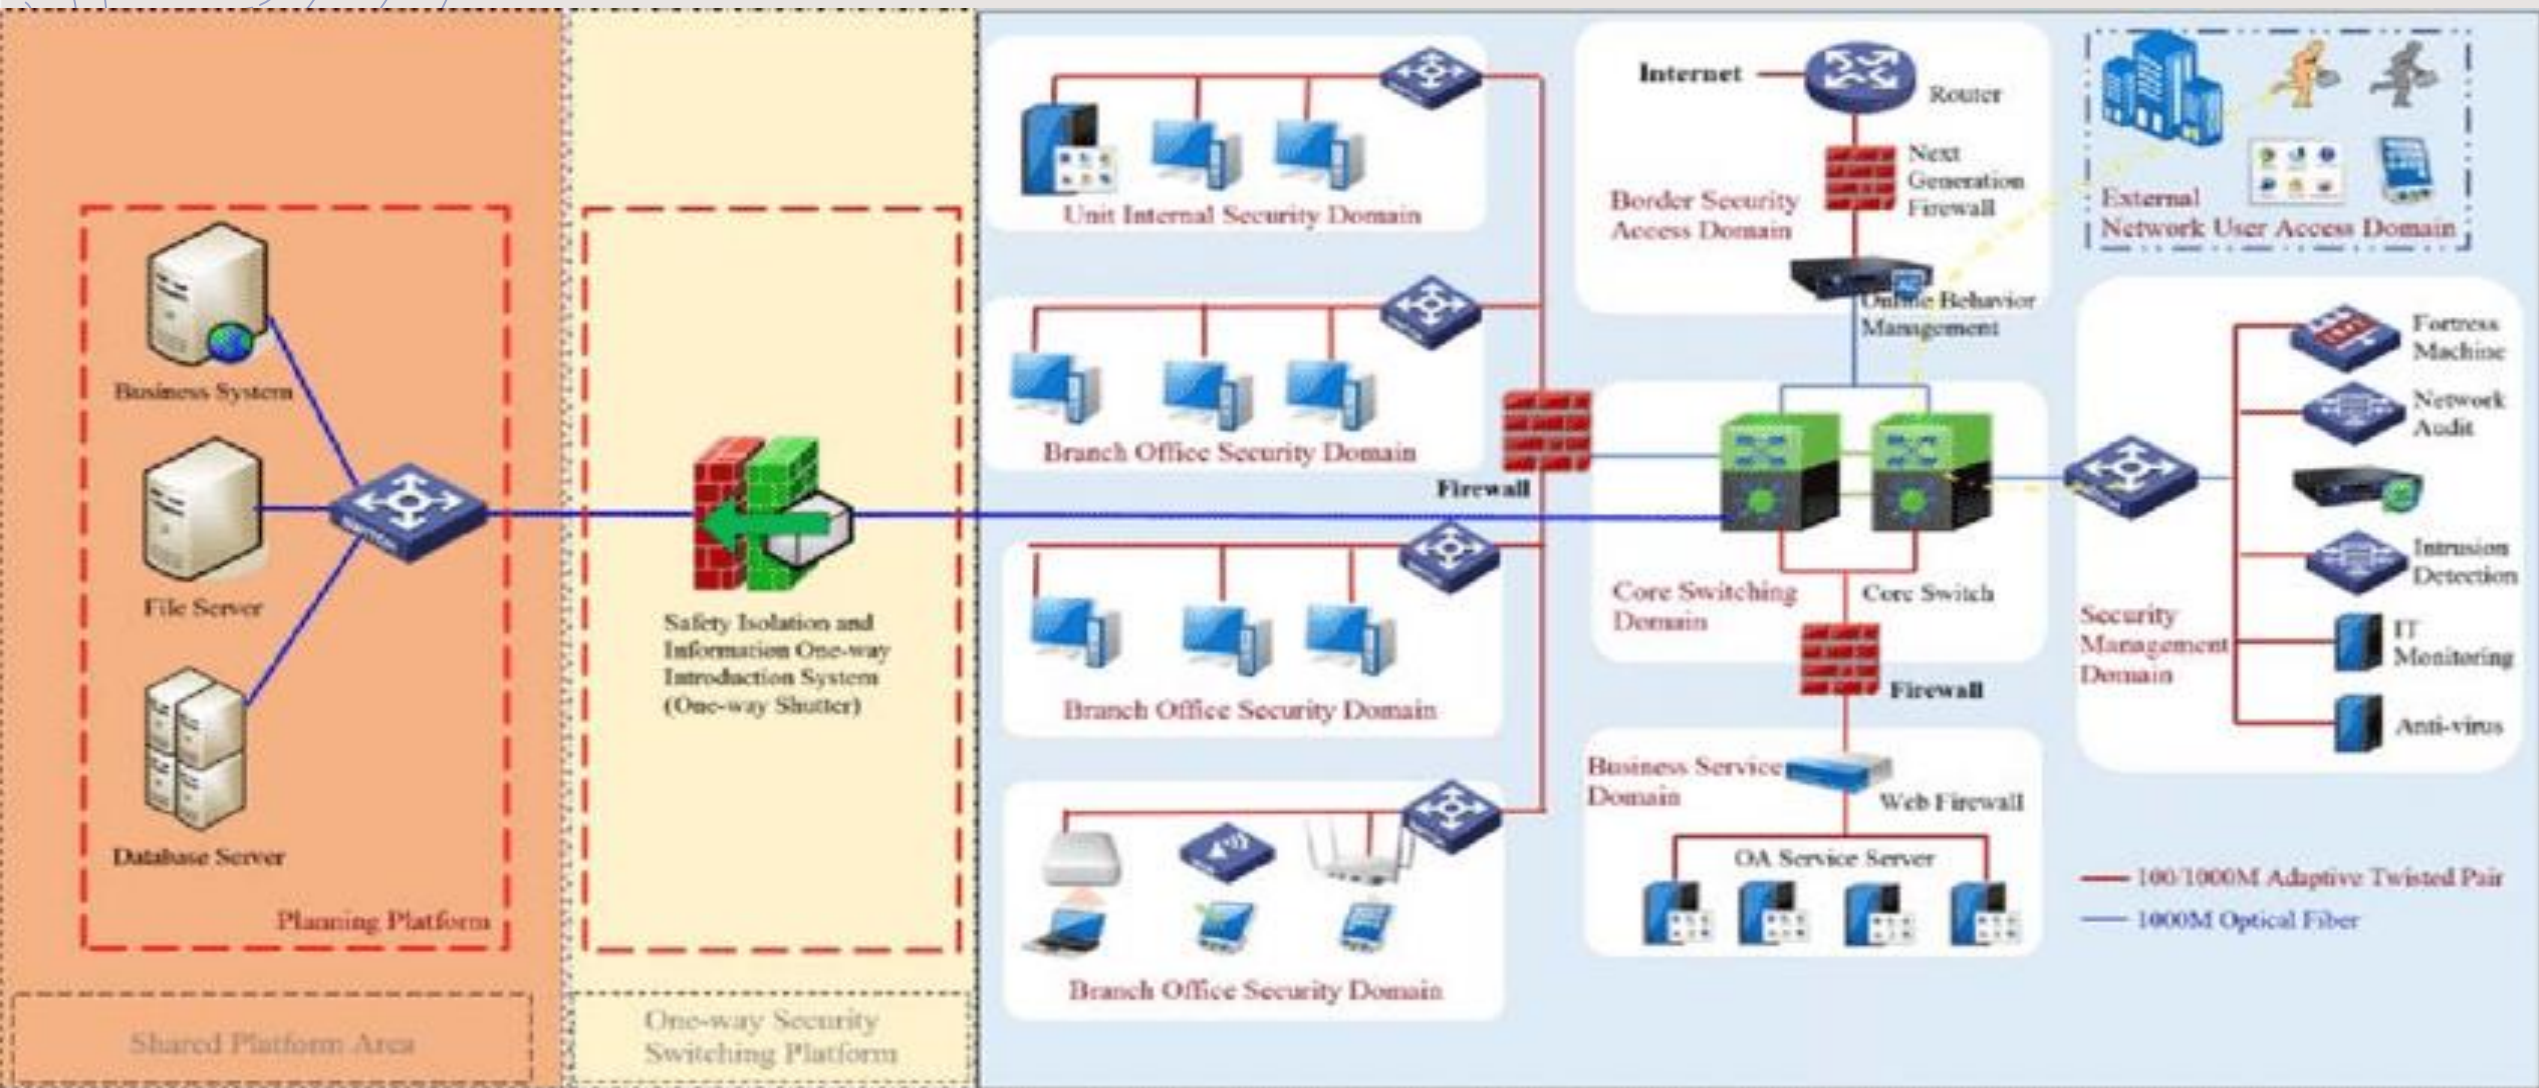 Business System
File Server
Database Server
Planning Platform
Shared Platform Area
Safety Isolation and
Information One-way
Introduction System
(One-way Shutter)
One-way Security
Switching Platform
Unit Internal Security Domain
Branch Office Security Domain
Firewall
Branch Office Security Domain
Branch Office Security Domain
Internet
Router
Next
Generation
Firewall
Border Security
Access Domain
Online Behavior
Management
Core Switching
Domain
Core Switch
Firewall
Business Service
Domain
Web Firewall
OA Service Server
External
Network User Access Domain
Fortress
Machine
Network
Audit
Intrusion
Detection
IT
Monitoring
Anti-virus
Security
Management
Domain
100/1000M Adaptive Twisted Pair
1000M Optical Fiber